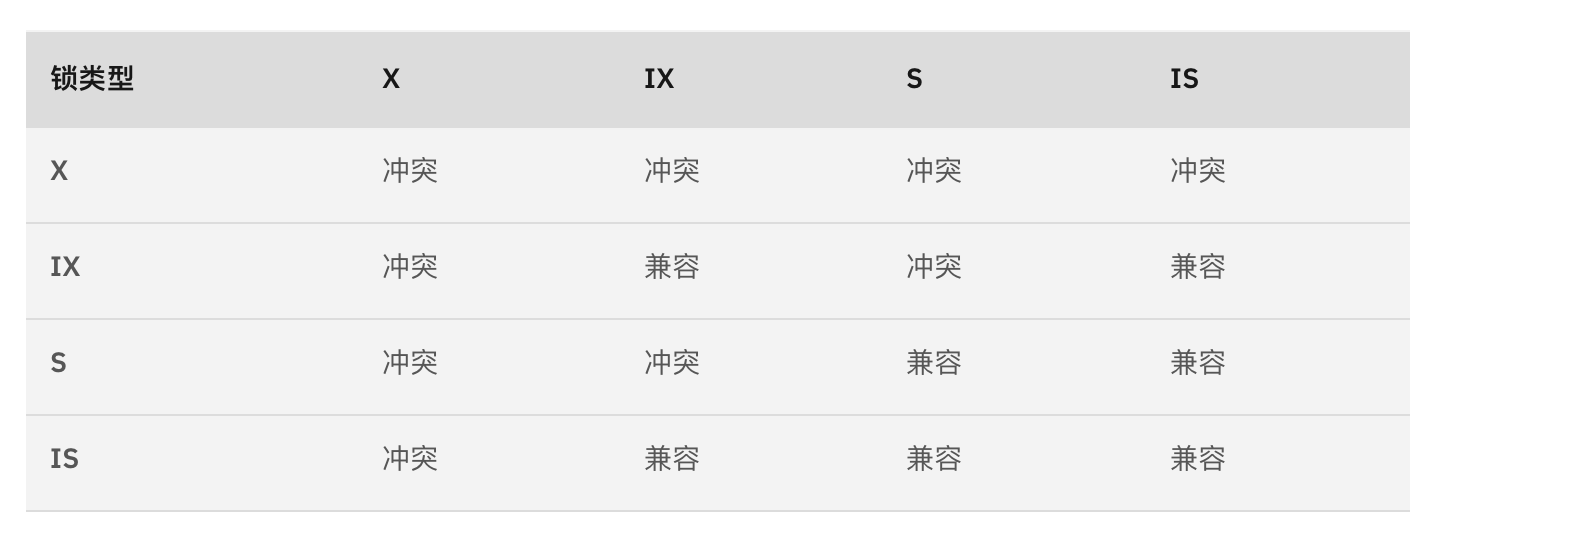 锁类型 X IX S IS
X 冲突 冲突 冲突 冲突
IX 冲突 兼容 冲突 兼容
S 冲突 冲突 兼容 兼容
IS 冲突 兼容 兼容 兼容